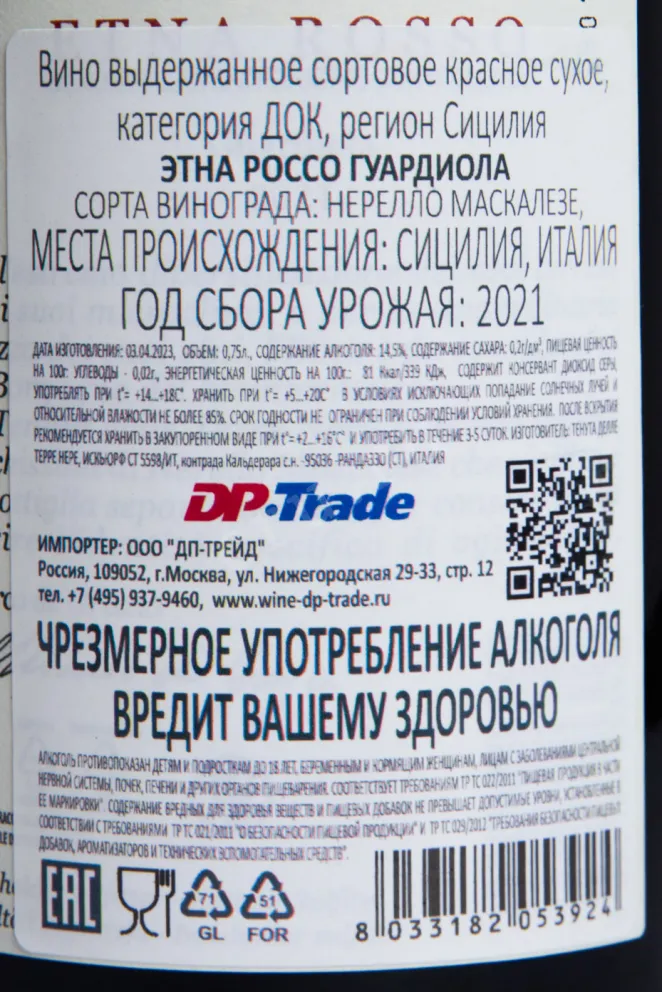 ETNA ROSSO
Вино выдержанное сортовое красное сухое,
категория ДОК, регион Сицилия
ЭТНА РОССО ГУАРДИОЛА
СОРТА ВИНОГРАДА: НЕРЕЛЛО МАСКАЛЕЗЕ,
МЕСТА ПРОИСХОЖДЕНИЯ: СИЦИЛИЯ, ИТАЛИЯ
ГОД СБОРА УРОЖАЯ: 2021
ДАТА ИЗГОТОВЛЕНИЯ: 03.04.2023, ОБЪЕМ: 0,75л., СОДЕРЖАНИЕ АЛКОГОЛЯ: 14,5%, СОДЕРЖАНИЕ САХАРА: 0,2г/дм³, ПИЩЕВАЯ ЦЕННОСТЬ
НА 100г: УГЛЕВОДЫ - 0,02г., ЭНЕРГЕТИЧЕСКАЯ ЦЕННОСТЬ НА 100г.: 81 Ккал/339 КДж, СОДЕРЖИТ КОНСЕРВАНТ ДИОКСИД СЕРЫ,
УПОТРЕБЛЯТЬ ПРИ t°= +14...+18С°. ХРАНИТЬ ПРИ t°= +5...+20С° В УСЛОВИЯХ ИСКЛЮЧАЮЩИХ ПОПАДАНИЕ СОЛНЕЧНЫХ ЛУЧЕЙ И
ОТНОСИТЕЛЬНОЙ ВЛАЖНОСТИ НЕ БОЛЕЕ 85%. СРОК ГОДНОСТИ НЕ ОГРАНИЧЕН ПРИ СОБЛЮДЕНИИ УСЛОВИЙ ХРАНЕНИЯ. ПОСЛЕ ВСКРЫТИЯ
РЕКОМЕНДУЕТСЯ ХРАНИТЬ В ЗАКУПОРЕННОМ ВИДЕ ПРИ t°=+2...+16°С° И УПОТРЕБИТЬ В ТЕЧЕНИЕ 3-5 СУТОК. ИЗГОТОВИТЕЛЬ: ТЕНУТА ДЕЛЛЕ
ТЕРРЕ НЕРЕ, ИСКЬЮРФ СТ 5598/ИТ, контрада Кальдерара с.н. -95036 -РАНДАЗЗО (СТ), ИТАЛИЯ
DP·Trade
ИМПОРТЕР: ООО "ДП-ТРЕЙД"
Россия, 109052, г.Москва, ул. Нижегородская 29-33, стр. 12
тел. +7 (495) 937-9460, www.wine-dp-trade.ru
ЧРЕЗМЕРНОЕ УПОТРЕБЛЕНИЕ АЛКОГОЛЯ
ВРЕДИТ ВАШЕМУ ЗДОРОВЬЮ
АЛКОГОЛЬ ПРОТИВОПОКАЗАН ДЕТЯМ И ПОДРОСТКАМ ДО 18 ЛЕТ, БЕРЕМЕННЫМ И КОРМЯЩИМ ЖЕНЩИНАМ, ЛИЦАМ С ЗАБОЛЕВАНИЯМИ ЦЕНТРАЛЬНОЙ
НЕРВНОЙ СИСТЕМЫ, ПОЧЕК, ПЕЧЕНИ И ДРУГИХ ОРГАНОВ ПИЩЕВАРЕНИЯ. СООТВЕТСТВУЕТ ТРЕБОВАНИЯМ ТР ТС 022/2011 "ПИЩЕВАЯ ПРОДУКЦИЯ В ЧАСТИ
ЕЕ МАРКИРОВКИ". СОДЕРЖАНИЕ ВРЕДНЫХ ДЛЯ ЗДОРОВЬЯ ВЕЩЕСТВ И ПИЩЕВЫХ ДОБАВОК НЕ ПРЕВЫШАЕТ ДОПУСТИМЫЕ УРОВНИ, УСТАНОВЛЕННЫЕ В
СООТВЕТСТВИИ С ТРЕБОВАНИЯМИ ТР ТС 021/2011 "О БЕЗОПАСНОСТИ ПИЩЕВОЙ ПРОДУКЦИИ" И ТР ТС 029/2012 "ТРЕБОВАНИЯ БЕЗОПАСНОСТИ ПИЩЕВЫХ
ДОБАВОК, АРОМАТИЗАТОРОВ И ТЕХНИЧЕСКИХ ВСПОМОГАТЕЛЬНЫХ СРЕДСТВ".
EAC
71
GL
51
FOR
8 033182 053924